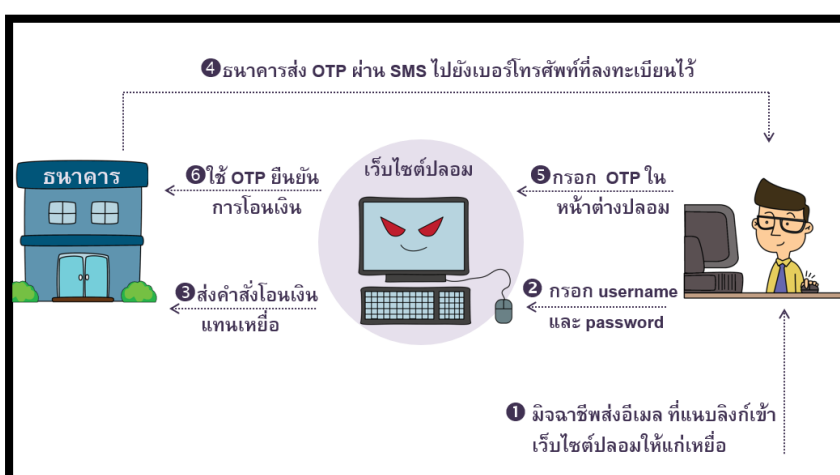 ❹ธนาคารส่ง OTP ผ่าน SMS ไปยังเบอร์โทรศัพท์ที่ลงทะเบียนไว้
ธนาคาร
❻ใช้ OTP ยืนยัน
การโอนเงิน
เว็บไซต์ปลอม
❺กรอก OTP ใน
หน้าต่างปลอม
❸ส่งคำสั่งโอนเงิน
แทนเหยื่อ
❷ กรอก username
และ password
❶ มิจฉาชีพส่งอีเมล ที่แนบลิงก์เข้า
เว็บไซต์ปลอมให้แก่เหยื่อ